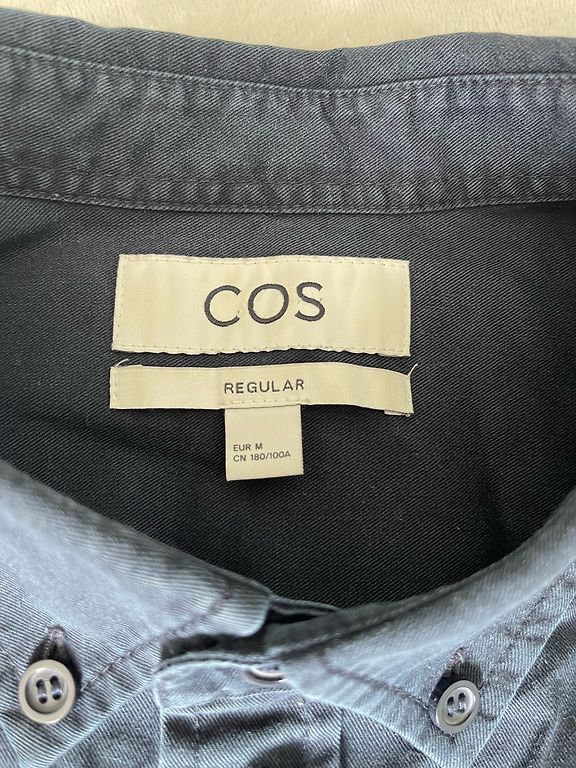 COS
REGULAR
EUR M
CN 180/100A